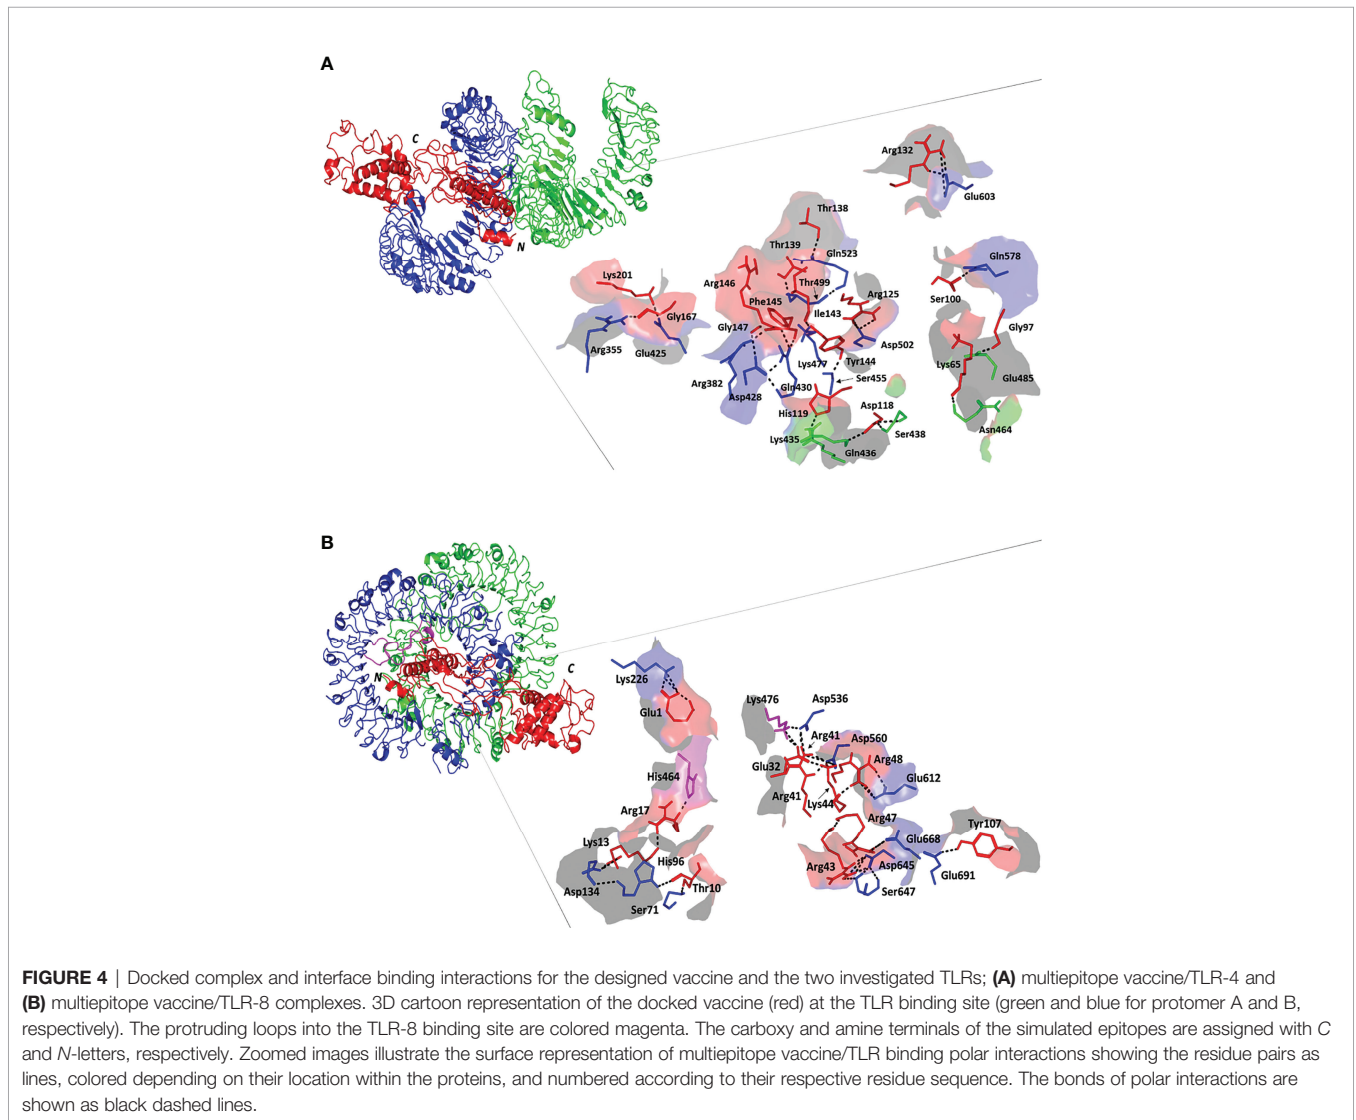 A
C
N
Arg132
Glu603
Thr138
Thr139
Gln523
Arg146
Thr499
Phe145
Ile143
Arg125
Gly147
Asp502
Lys477
Tyr144
Arg382
Asp428
Gln430
Ser455
His119
Asp118
Lys435
Ser438
Gln436
Lys201
Gly167
Arg355
Glu425
Gln578
Ser100
Gly97
Lys65
Glu485
Asn464
B
N
C
Lys226
Glu1
His464
Arg17
Lys13
His96
Asp134
Thr10
Ser71
Lys476
Asp536
Arg41
Asp560
Glu32
Arg48
Arg41
Lys44
Glu612
Arg47
Glu668
Tyr107
Arg43
Asp645
Glu691
Ser647
FIGURE 4 | Docked complex and interface binding interactions for the designed vaccine and the two investigated TLRs; (A) multiepitope vaccine/TLR-4 and
(B) multiepitope vaccine/TLR-8 complexes. 3D cartoon representation of the docked vaccine (red) at the TLR binding site (green and blue for protomer A and B,
respectively). The protruding loops into the TLR-8 binding site are colored magenta. The carboxy and amine terminals of the simulated epitopes are assigned with C
and N-letters, respectively. Zoomed images illustrate the surface representation of multiepitope vaccine/TLR binding polar interactions showing the residue pairs as
lines, colored depending on their location within the proteins, and numbered according to their respective residue sequence. The bonds of polar interactions are
shown as black dashed lines.